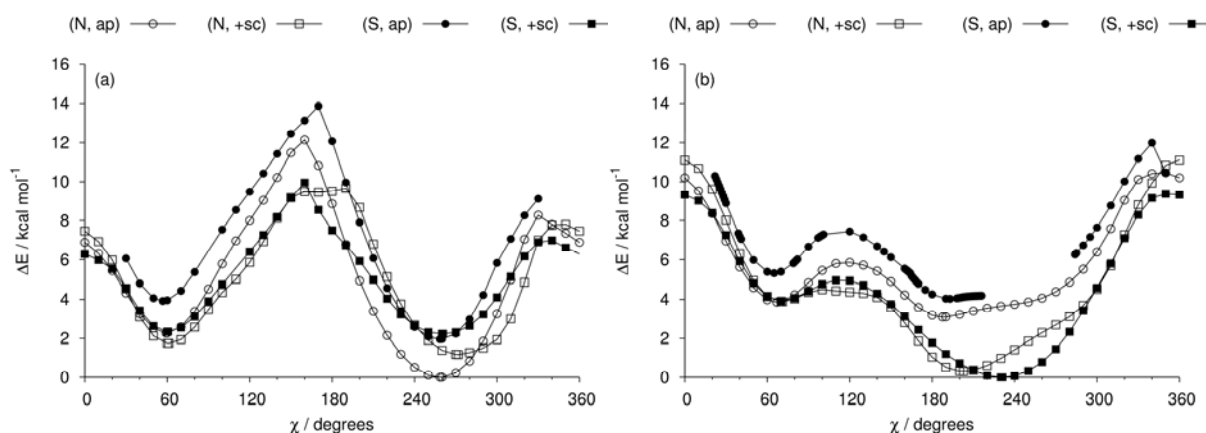 (N, ap) (N, +sc) (S, ap) (S, +sc)
(a)
ΔE / kcal mol⁻¹
16
14
12
10
8
6
4
2
0
0 60 120 180 240 300 360
χ / degrees
(N, ap) (N, +sc) (S, ap) (S, +sc)
(b)
ΔE / kcal mol⁻¹
16
14
12
10
8
6
4
2
0
0 60 120 180 240 300 360
χ / degrees